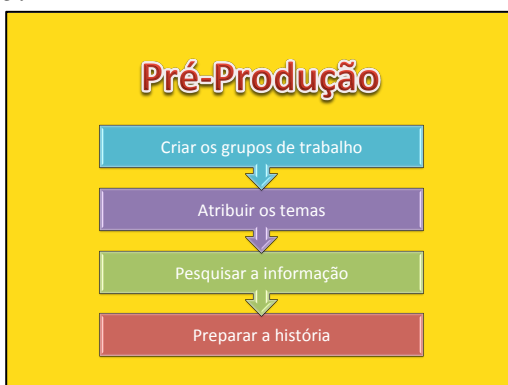 Pré-Produção
Criar os grupos de trabalho
Atribuir os temas
Pesquisar a informação
Preparar a história